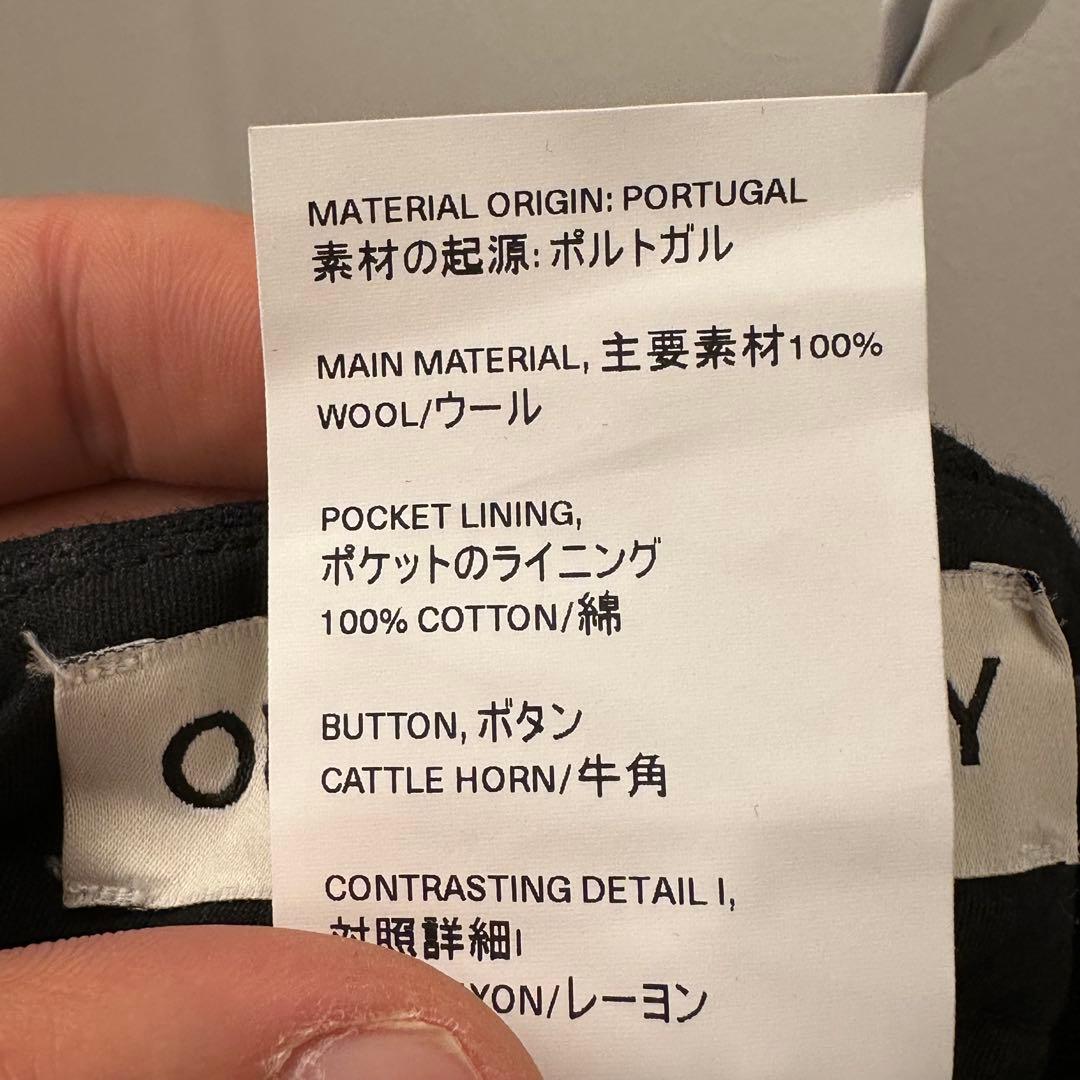 MATERIAL ORIGIN: PORTUGAL
素材の起源: ポルトガル
MAIN MATERIAL, 主要素材100%
WOOL/ウール
POCKET LINING,
ポケットのライニング
100% COTTON/綿
BUTTON, ボタン
CATTLE HORN/牛角
CONTRASTING DETAIL I,
対照詳細I
レーヨン